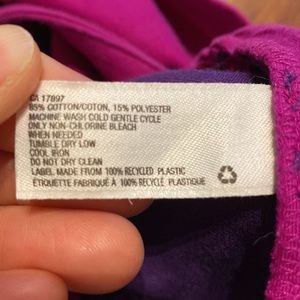 CA 17897
85% COTTON/COTON, 15% POLYESTER
MACHINE WASH COLD GENTLE CYCLE
ONLY NON-CHLORINE BLEACH
WHEN NEEDED
TUMBLE DRY LOW
COOL IRON
DO NOT DRY CLEAN
LABEL MADE FROM 100% RECYCLED PLASTIC
ÉTIQUETTE FABRIQUÉ À 100% RECYCLÉ PLASTIQUE